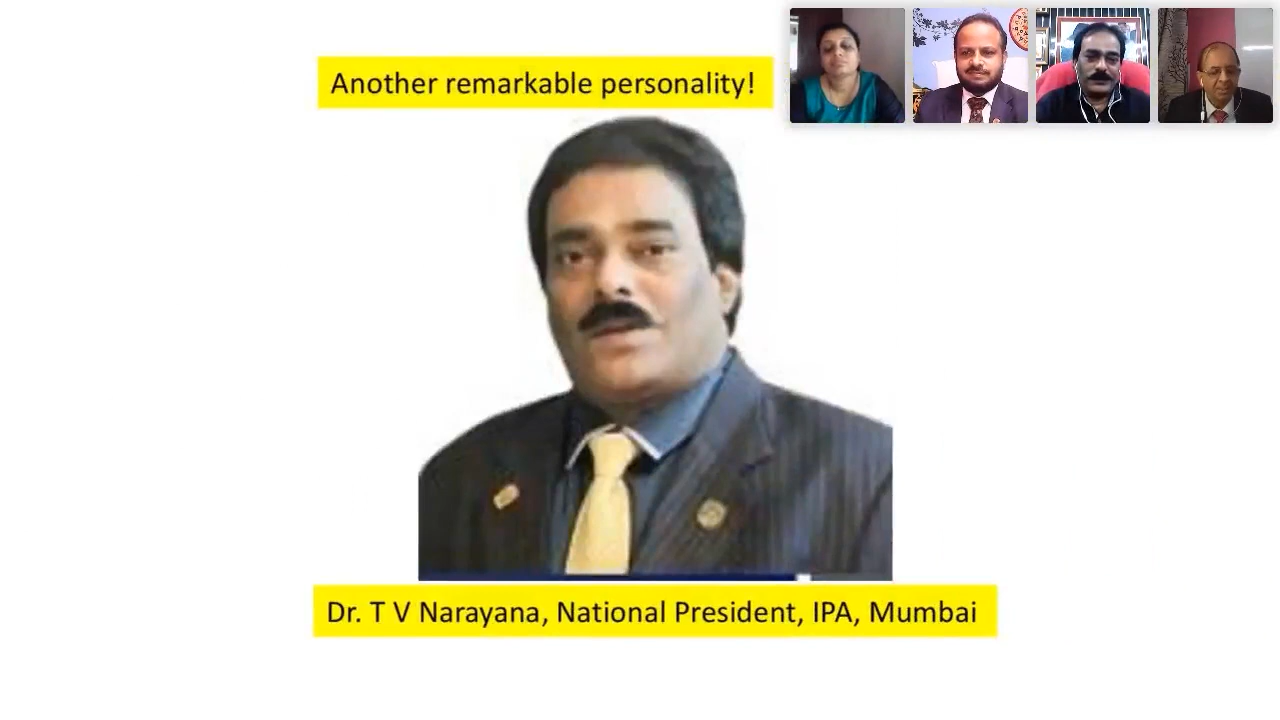 Another remarkable personality!
Dr. T V Narayana, National President, IPA, Mumbai